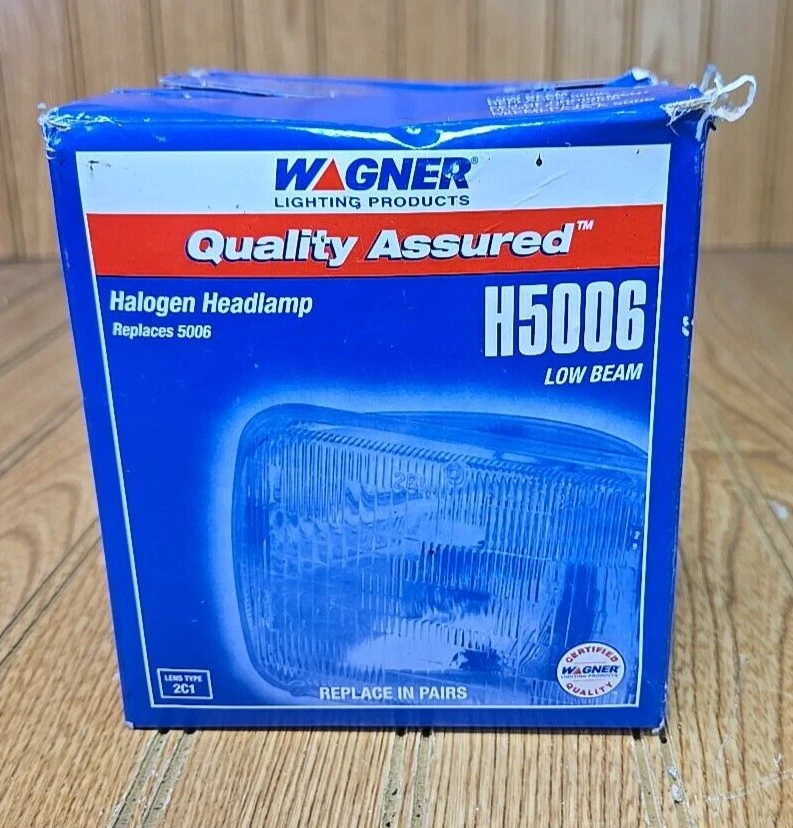 WAGNER®
LIGHTING PRODUCTS
Quality Assured™
Halogen Headlamp
H5006
Replaces 5006
LOW BEAM
LENS TYPE
2C1
REPLACE IN PAIRS
CERTIFIED
WAGNER
LIGHTING PRODUCTS
QUALITY